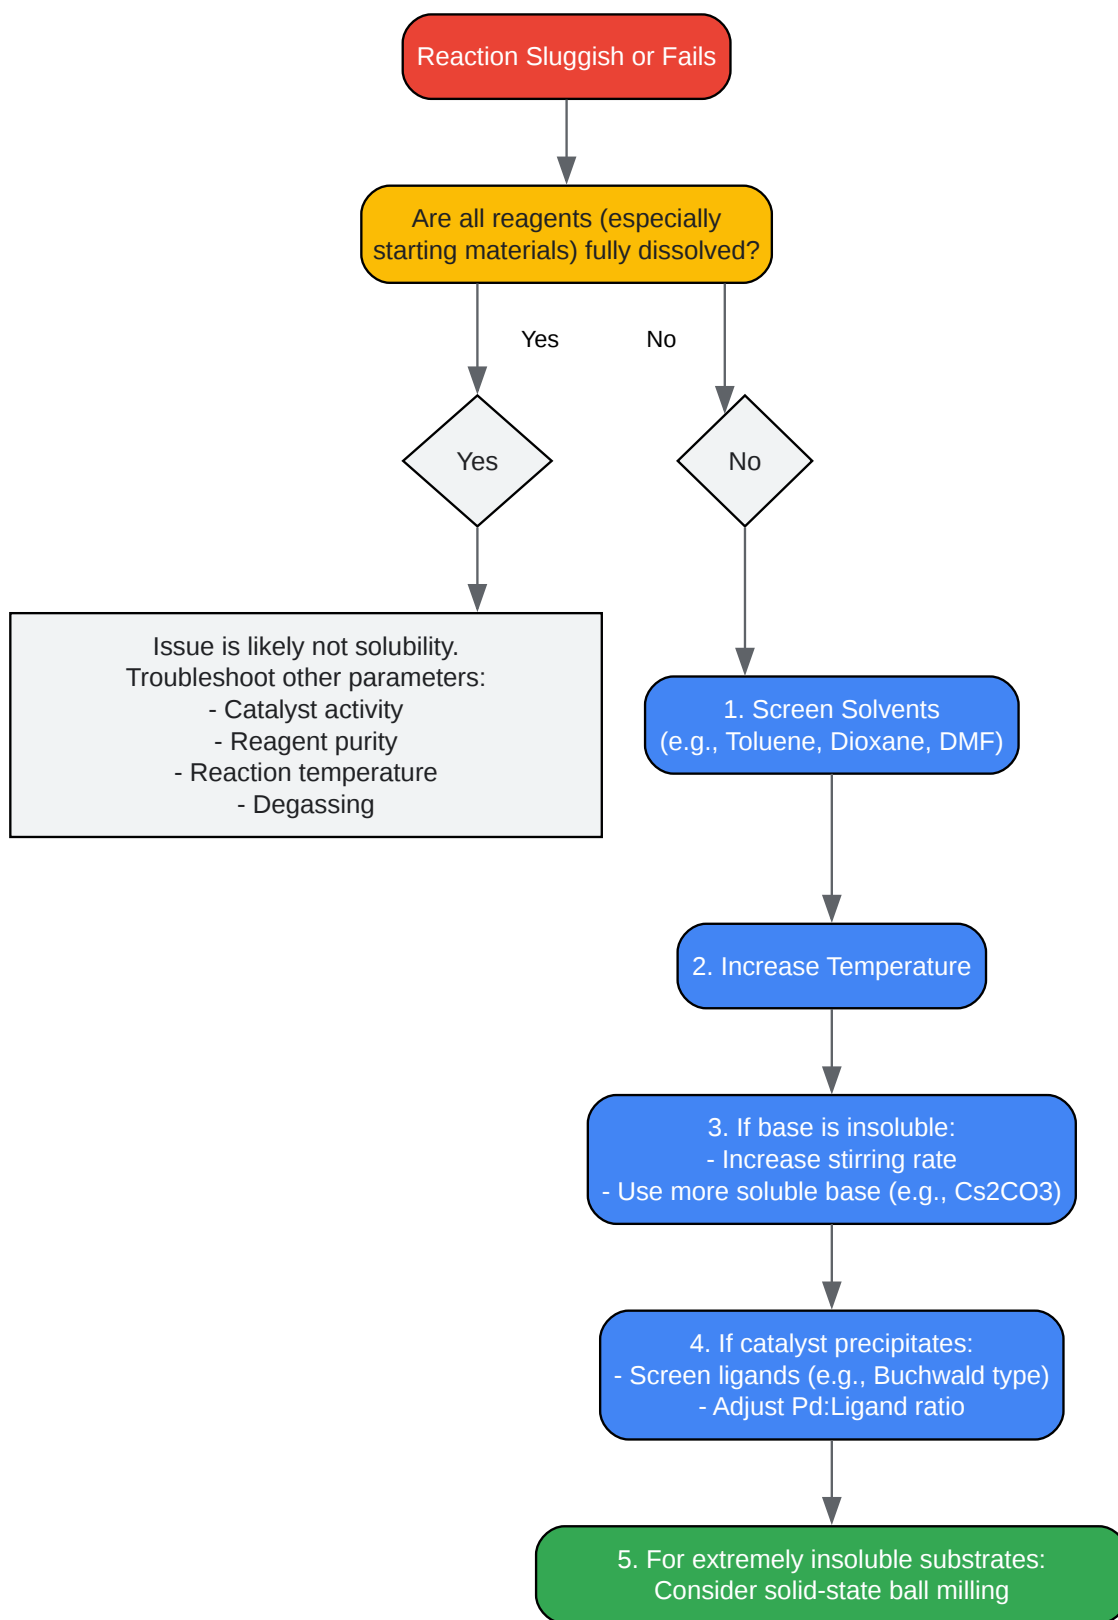 Reaction Sluggish or Fails
Are all reagents (especially
starting materials) fully dissolved?
Yes
No
Yes
No
Issue is likely not solubility.
Troubleshoot other parameters:
- Catalyst activity
- Reagent purity
- Reaction temperature
- Degassing
1. Screen Solvents
(e.g., Toluene, Dioxane, DMF)
2. Increase Temperature
3. If base is insoluble:
- Increase stirring rate
- Use more soluble base (e.g., Cs2CO3)
4. If catalyst precipitates:
- Screen ligands (e.g., Buchwald type)
- Adjust Pd:Ligand ratio
5. For extremely insoluble substrates:
Consider solid-state ball milling